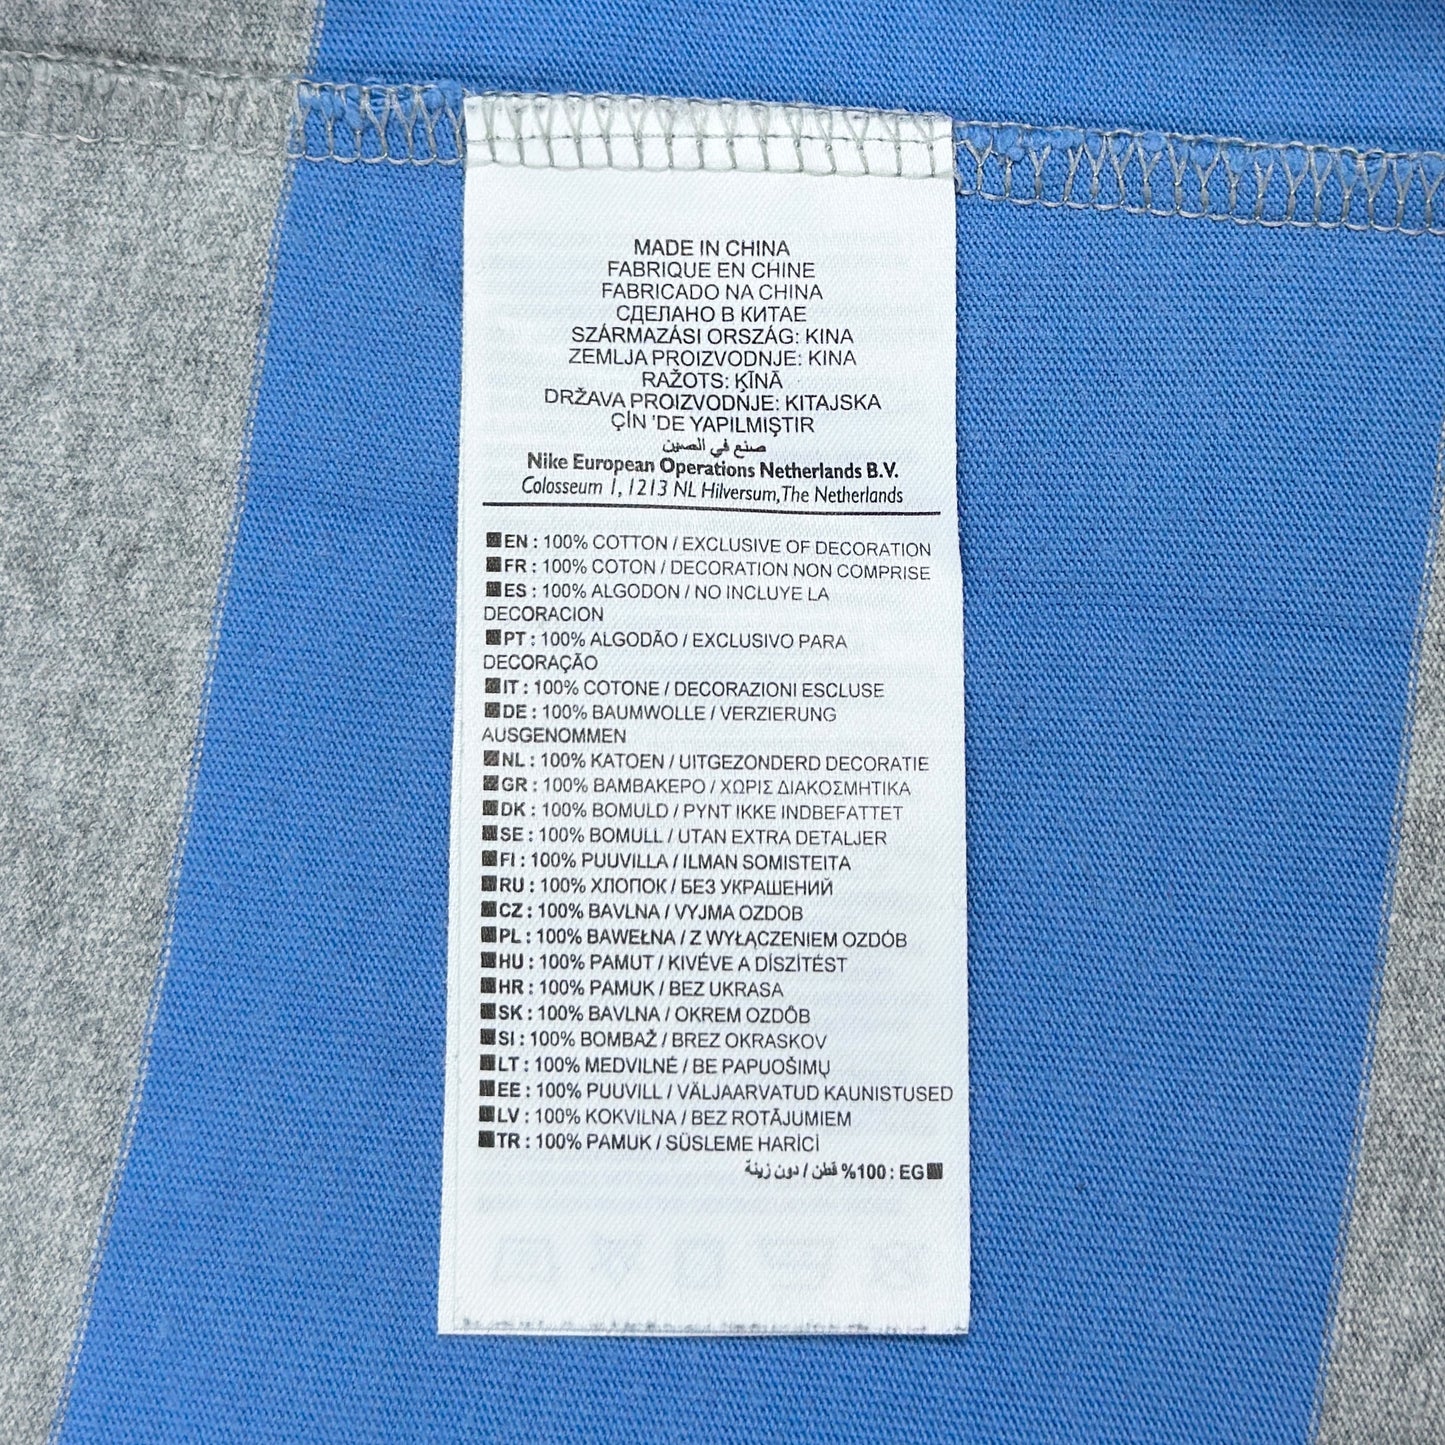 MADE IN CHINA
FABRIQUE EN CHINE
FABRICADO NA CHINA
СДЕЛАНО В КИТАЕ
SZÁRMAZÁSI ORSZÁG: KINA
ZEMLJA PROIZVODNJE: KINA
RAŽOTS: ĶĪNĀ
DRŽAVA PROIZVODNJE: KITAJSKA
ÇİN 'DE YAPILMIŞTIR
صنع في الصين
Nike European Operations Netherlands B.V.
Colosseum 1, 1213 NL Hilversum, The Netherlands
EN : 100% COTTON / EXCLUSIVE OF DECORATION
FR : 100% COTON / DECORATION NON COMPRISE
ES : 100% ALGODON / NO INCLUYE LA
DECORACION
PT : 100% ALGODÃO / EXCLUSIVO PARA
DECORAÇÃO
IT : 100% COTONE / DECORAZIONI ESCLUSE
DE : 100% BAUMWOLLE / VERZIERUNG
AUSGENOMMEN
NL : 100% KATOEN / UITGEZONDERD DECORATIE
GR : 100% ΒΑΜΒΑΚΕΡΟ / ΧΩΡΙΣ ΔΙΑΚΟΣΜΗΤΙΚΑ
DK : 100% BOMULD / PYNT IKKE INDBEFATTET
SE : 100% BOMULL / UTAN EXTRA DETALJER
FI : 100% PUUVILLA / ILMAN SOMISTEITA
RU : 100% ХЛОПОК / БЕЗ УКРАШЕНИЙ
CZ : 100% BAVLNA / VYJMA OZDOB
PL : 100% BAWEŁNA / Z WYŁĄCZENIEM OZDÓB
HU : 100% PAMUT / KIVÉVE A DÍSZÍTÉST
HR : 100% PAMUK / BEZ UKRASA
SK : 100% BAVLNA / OKREM OZDÔB
SI : 100% BOMBAŽ / BREZ OKRASKOV
LT : 100% MEDVILNĖ / BE PAPUOŠIMŲ
EE : 100% PUUVILL / VÄLJAARVATUD KAUNISTUSED
LV : 100% KOKVILNA / BEZ ROTĀJUMIEM
TR : 100% PAMUK / SÜSLEME HARİCİ
EG : 100% قطن / دون زينة